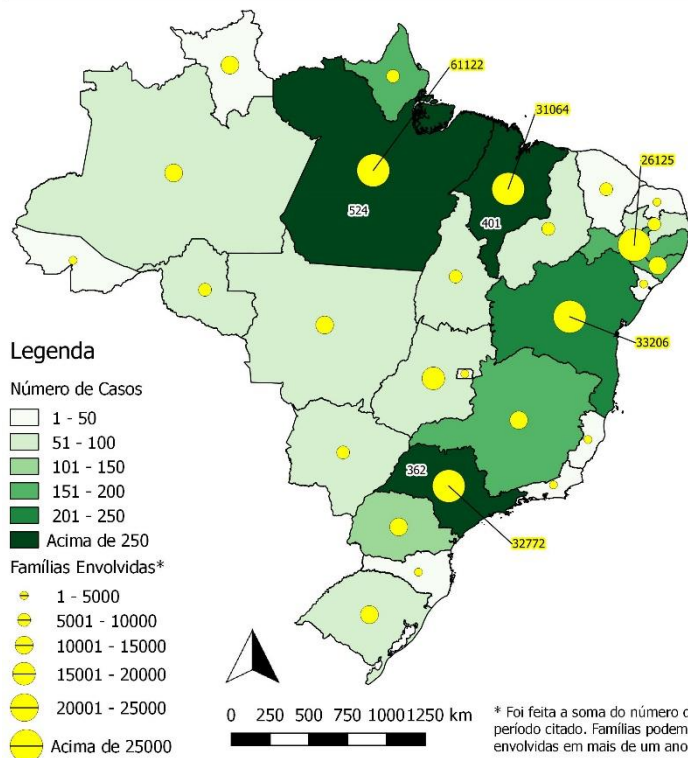 61122
31064
26125
524
401
33206
362
32772
Legenda
Número de Casos
1 - 50
51 - 100
101 - 150
151 - 200
201 - 250
Acima de 250
Famílias Envolvidas*
1 - 5000
5001 - 10000
10001 - 15000
15001 - 20000
20001 - 25000
Acima de 25000
0 250 500 750 1000 1250 km
* Foi feita a soma do número
período citado. Famílias podem
envolvidas em mais de um ano